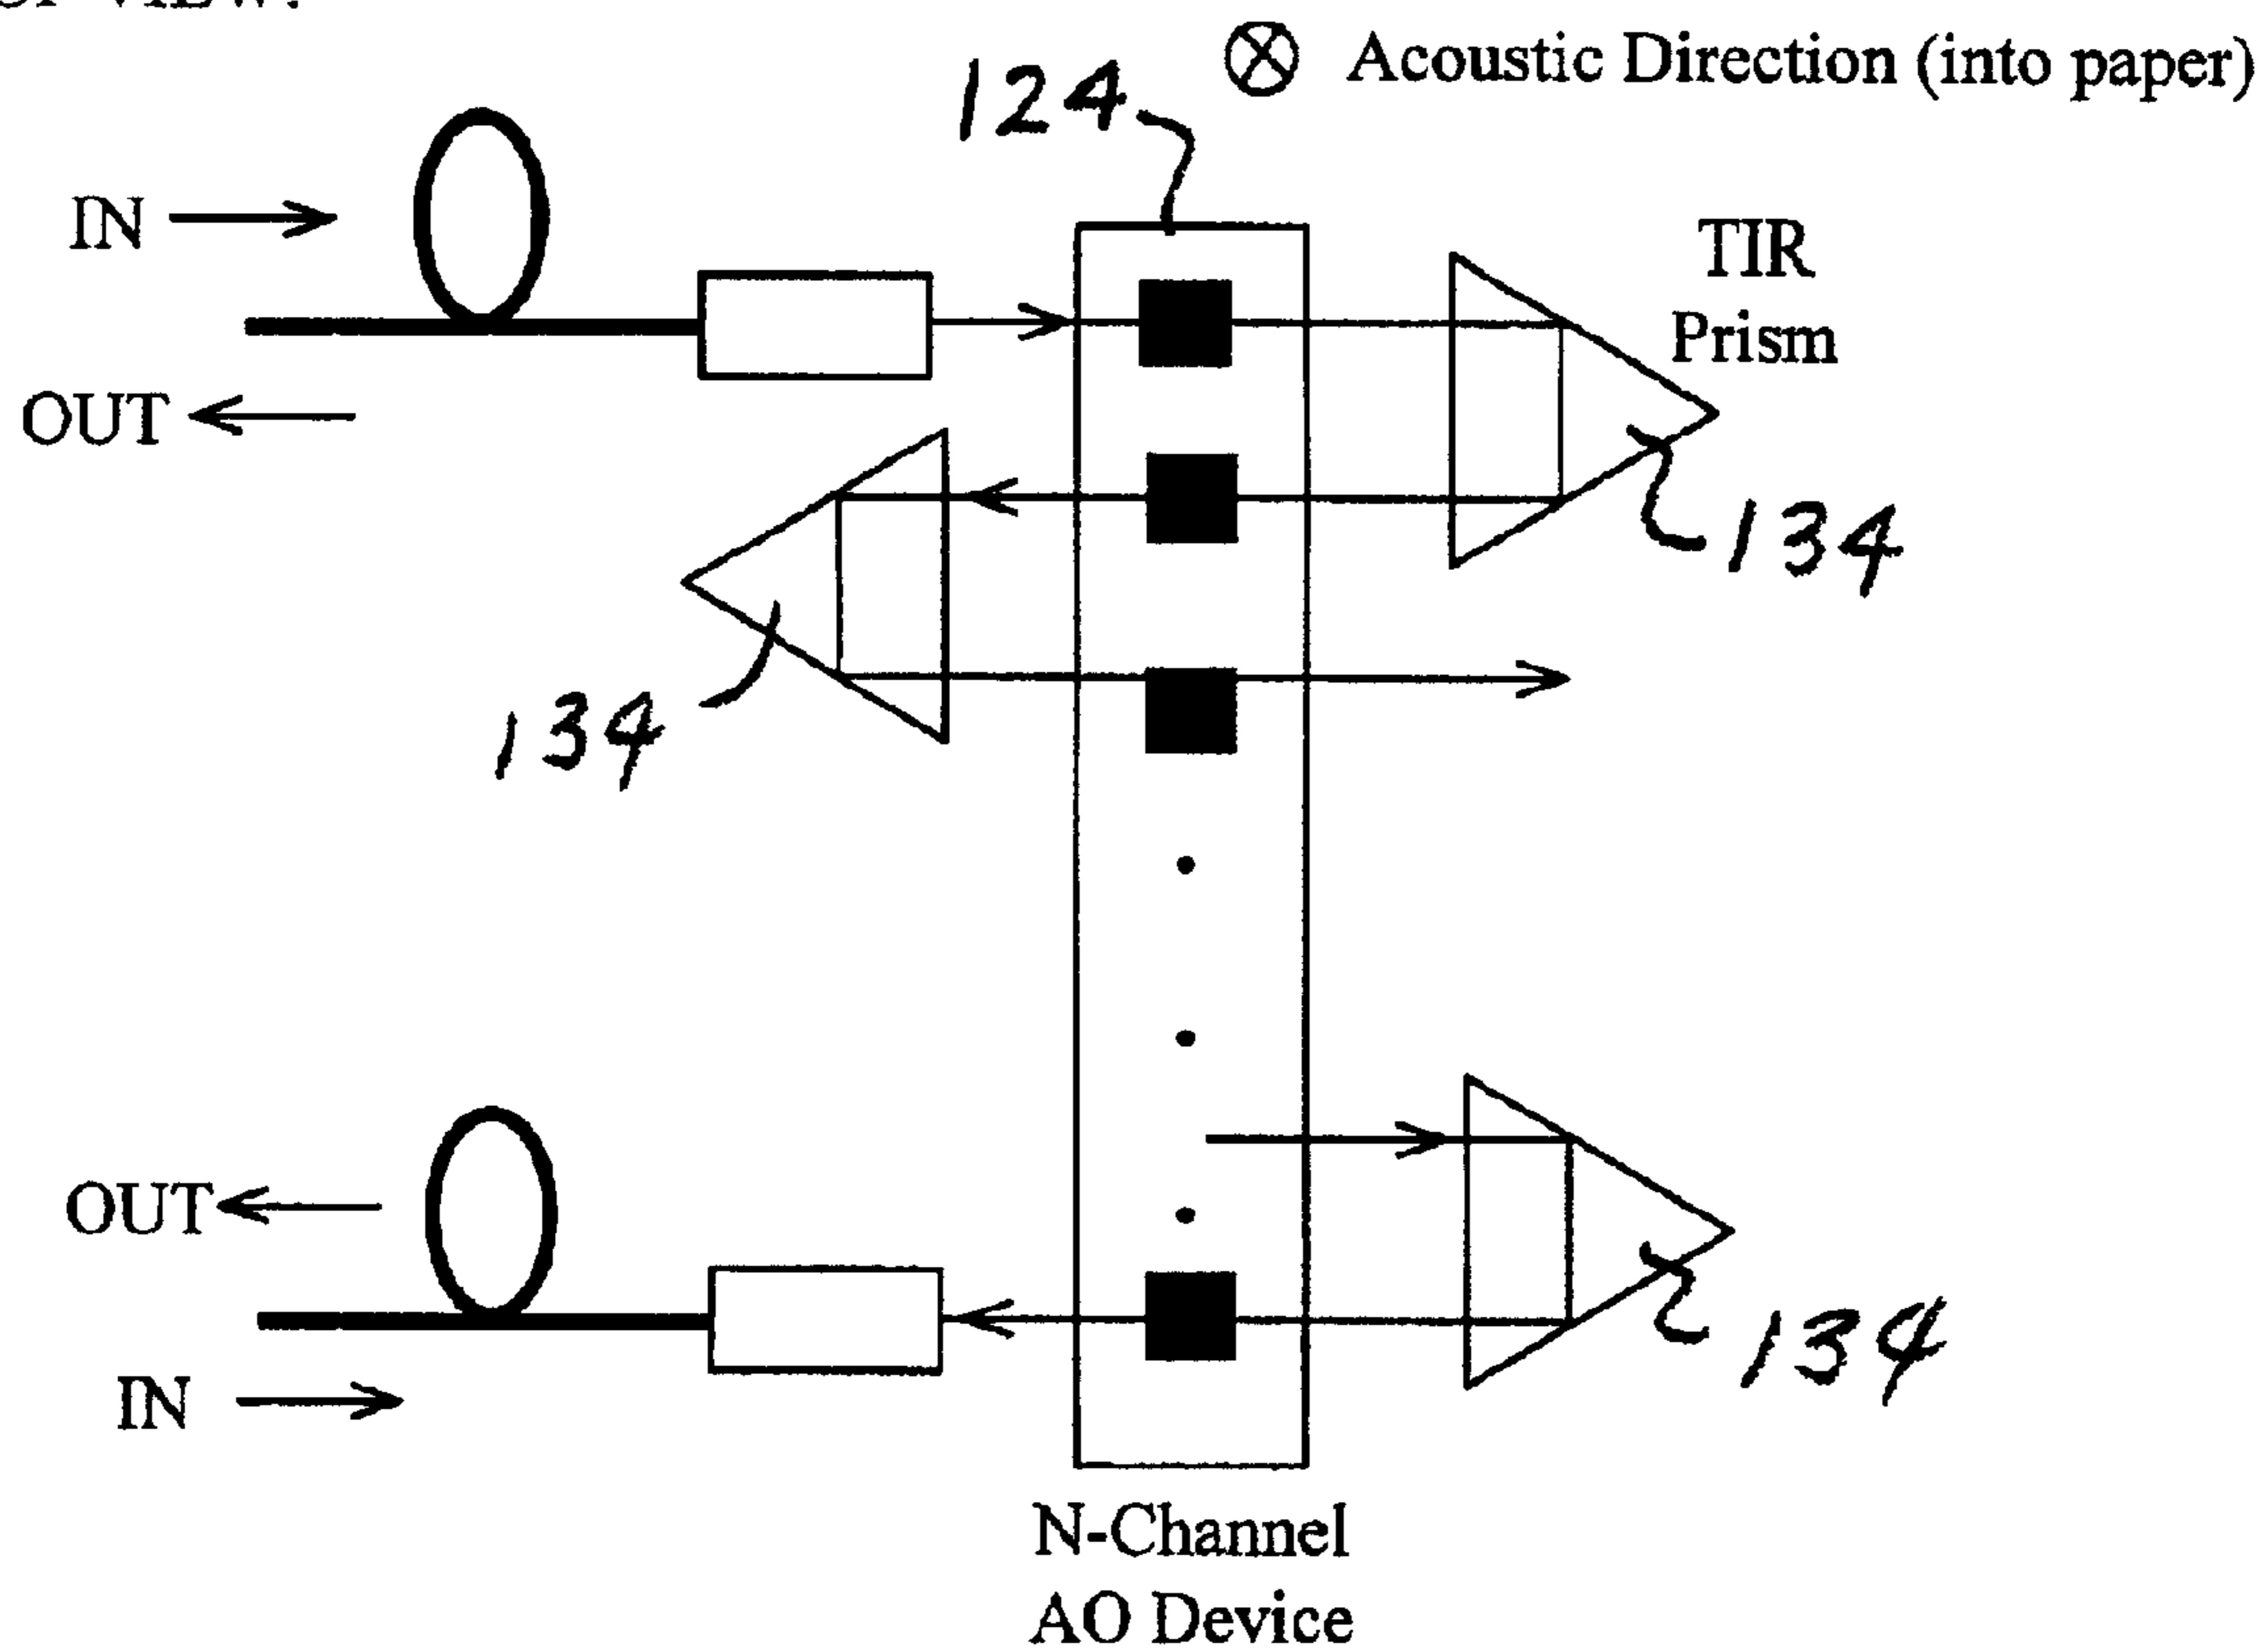 Acoustic Direction (into paper)
124
IN
TIR
Prism
OUT
134
134
OUT
IN
134
N-Channel
AO Device